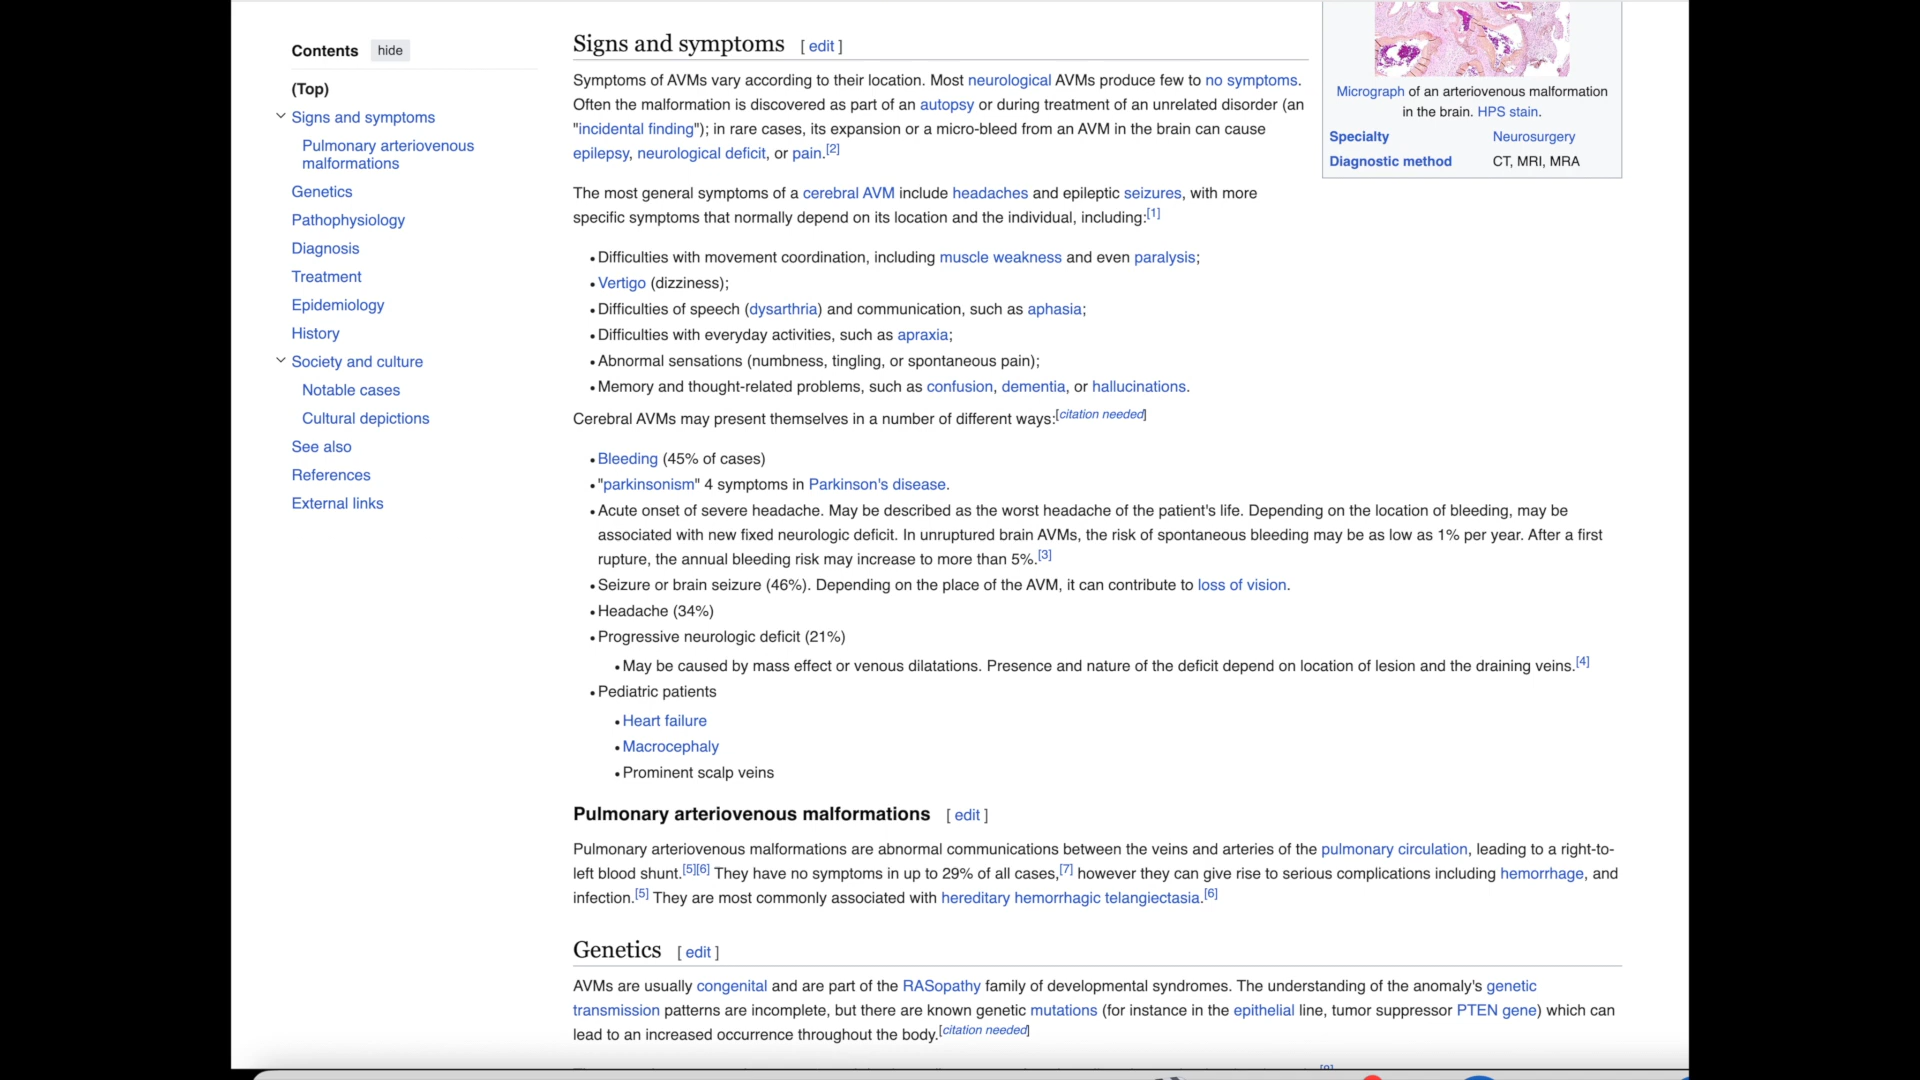 Contents hide
(Top)
Signs and symptoms
Pulmonary arteriovenous
malformations
Genetics
Pathophysiology
Diagnosis
Treatment
Epidemiology
History
Society and culture
Notable cases
Cultural depictions
See also
References
External links
Signs and symptoms [ edit ]
Symptoms of AVMs vary according to their location. Most neurological AVMs produce few to no symptoms.
Often the malformation is discovered as part of an autopsy or during treatment of an unrelated disorder (an
"incidental finding"); in rare cases, its expansion or a micro-bleed from an AVM in the brain can cause
epilepsy, neurological deficit, or pain.[2]
The most general symptoms of a cerebral AVM include headaches and epileptic seizures, with more
specific symptoms that normally depend on its location and the individual, including:[1]
• Difficulties with movement coordination, including muscle weakness and even paralysis;
• Vertigo (dizziness);
• Difficulties of speech (dysarthria) and communication, such as aphasia;
• Difficulties with everyday activities, such as apraxia;
• Abnormal sensations (numbness, tingling, or spontaneous pain);
• Memory and thought-related problems, such as confusion, dementia, or hallucinations.
Cerebral AVMs may present themselves in a number of different ways:[citation needed]
• Bleeding (45% of cases)
• "parkinsonism" 4 symptoms in Parkinson's disease.
• Acute onset of severe headache. May be described as the worst headache of the patient's life. Depending on the location of bleeding, may be
associated with new fixed neurologic deficit. In unruptured brain AVMs, the risk of spontaneous bleeding may be as low as 1% per year. After a first
rupture, the annual bleeding risk may increase to more than 5%.[3]
• Seizure or brain seizure (46%). Depending on the place of the AVM, it can contribute to loss of vision.
• Headache (34%)
• Progressive neurologic deficit (21%)
• May be caused by mass effect or venous dilatations. Presence and nature of the deficit depend on location of lesion and the draining veins.[4]
• Pediatric patients
• Heart failure
• Macrocephaly
• Prominent scalp veins
Pulmonary arteriovenous malformations [ edit ]
Pulmonary arteriovenous malformations are abnormal communications between the veins and arteries of the pulmonary circulation, leading to a right-to-
left blood shunt.[5][6] They have no symptoms in up to 29% of all cases,[7] however they can give rise to serious complications including hemorrhage, and
infection.[5] They are most commonly associated with hereditary hemorrhagic telangiectasia.[6]
Genetics [ edit ]
AVMs are usually congenital and are part of the RASopathy family of developmental syndromes. The understanding of the anomaly's genetic
transmission patterns are incomplete, but there are known genetic mutations (for instance in the epithelial line, tumor suppressor PTEN gene) which can
lead to an increased occurrence throughout the body.[citation needed]
Micrograph of an arteriovenous malformation
in the brain. HPS stain.
Specialty Neurosurgery
Diagnostic method CT, MRI, MRA